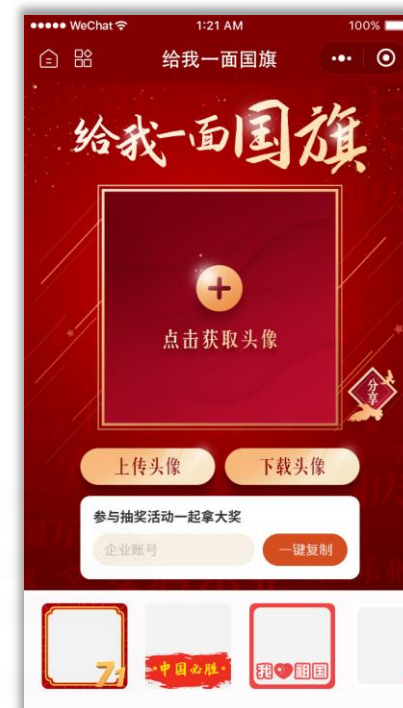 WeChat 1:21 AM 100%
给我一面国旗
给我一面国旗
点击获取头像
分享
上传头像 下载头像
参与抽奖活动一起拿大奖
企业账号 一键复制
71 中国必胜 我祖国